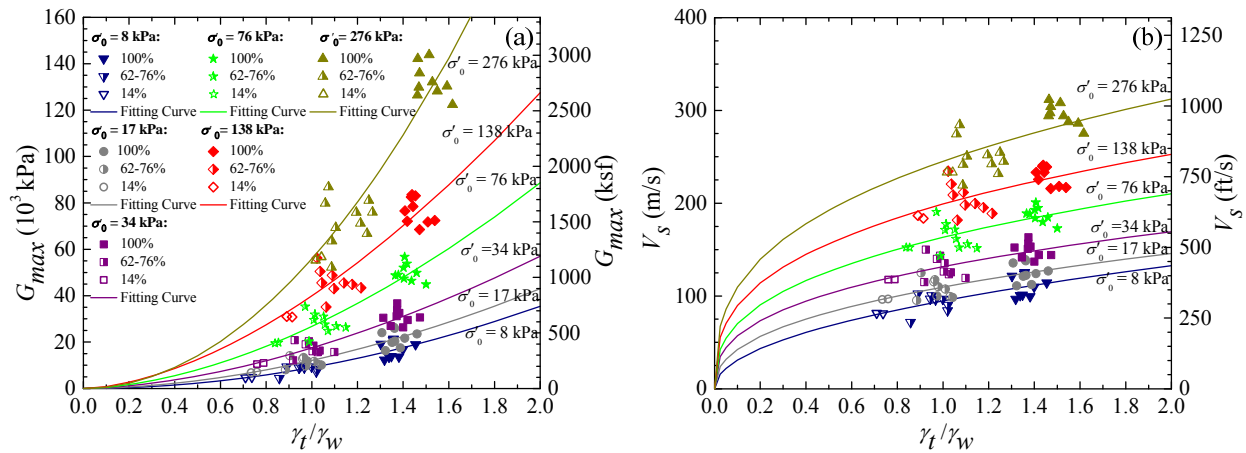 (a)
σ′0 = 8 kPa: σ′0 = 76 kPa: σ′0 = 276 kPa:
100% 100% 100%
62-76% 62-76% 62-76%
14% 14% 14%
Fitting Curve Fitting Curve Fitting Curve
σ′0 = 17 kPa: σ′0 = 138 kPa:
100% 100%
62-76% 62-76%
14% 14%
Fitting Curve Fitting Curve
σ′0 = 34 kPa:
100%
62-76%
14%
Fitting Curve
σ′0 = 276 kPa
σ′0 = 138 kPa
σ′0 = 76 kPa
σ′0 =34 kPa
σ′0 = 17 kPa
σ′0 = 8 kPa
160
140
120
100
80
60
40
20
0
Gmax (10³ kPa)
3000
2500
2000
1500
1000
500
0
Gmax (ksf)
0.0 0.2 0.4 0.6 0.8 1.0 1.2 1.4 1.6 1.8 2.0
γt/γw
(b)
σ′0 = 276 kPa
σ′0 = 138 kPa
σ′0 = 76 kPa
σ′0 = 34 kPa
σ′0 = 17 kPa
σ′0 = 8 kPa
400
300
200
100
0
Vs (m/s)
1250
1000
750
500
250
0
Vs (ft/s)
0.0 0.2 0.4 0.6 0.8 1.0 1.2 1.4 1.6 1.8 2.0
γt/γw